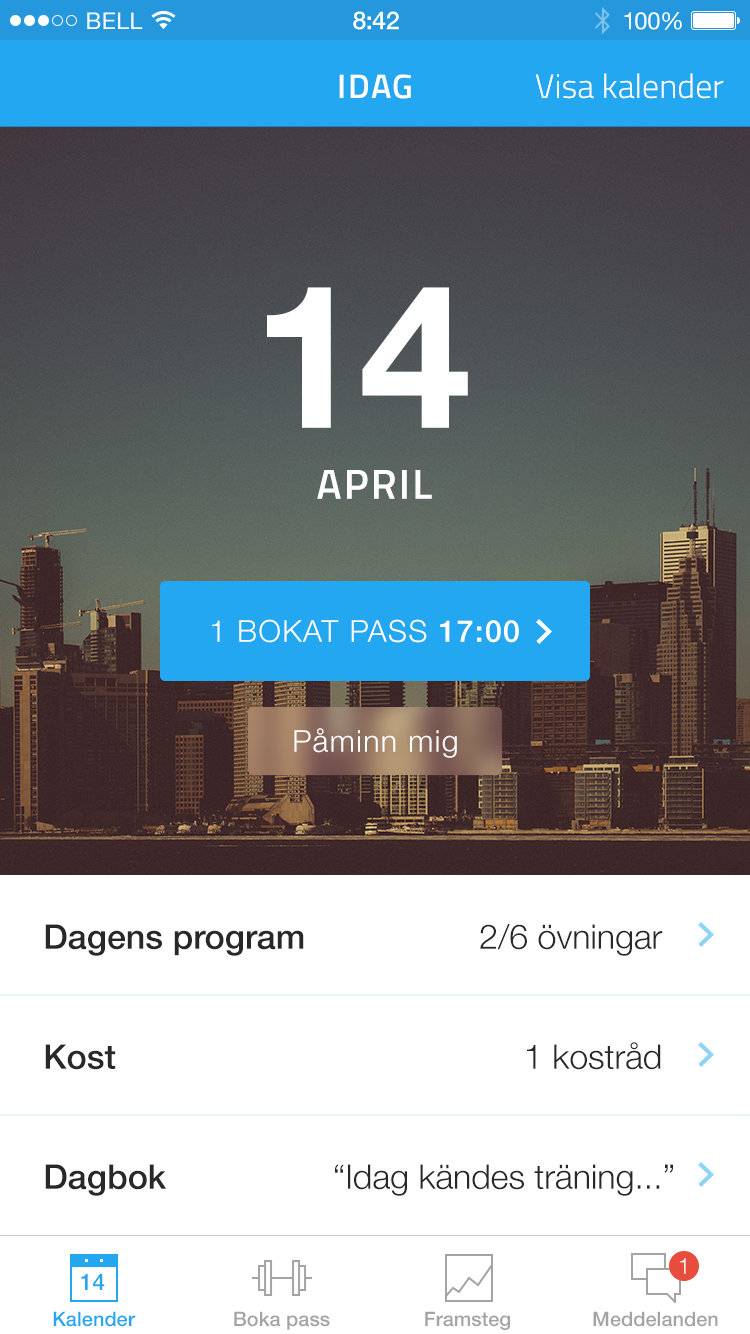 BELL 8:42 100%
IDAG Visa kalender
14
APRIL
1 BOKAT PASS 17:00
Påminn mig
Dagens program 2/6 övningar
Kost 1 kostråd
Dagbok “Idag kändes träning...”
14 1
Kalender Boka pass Framsteg Meddelanden